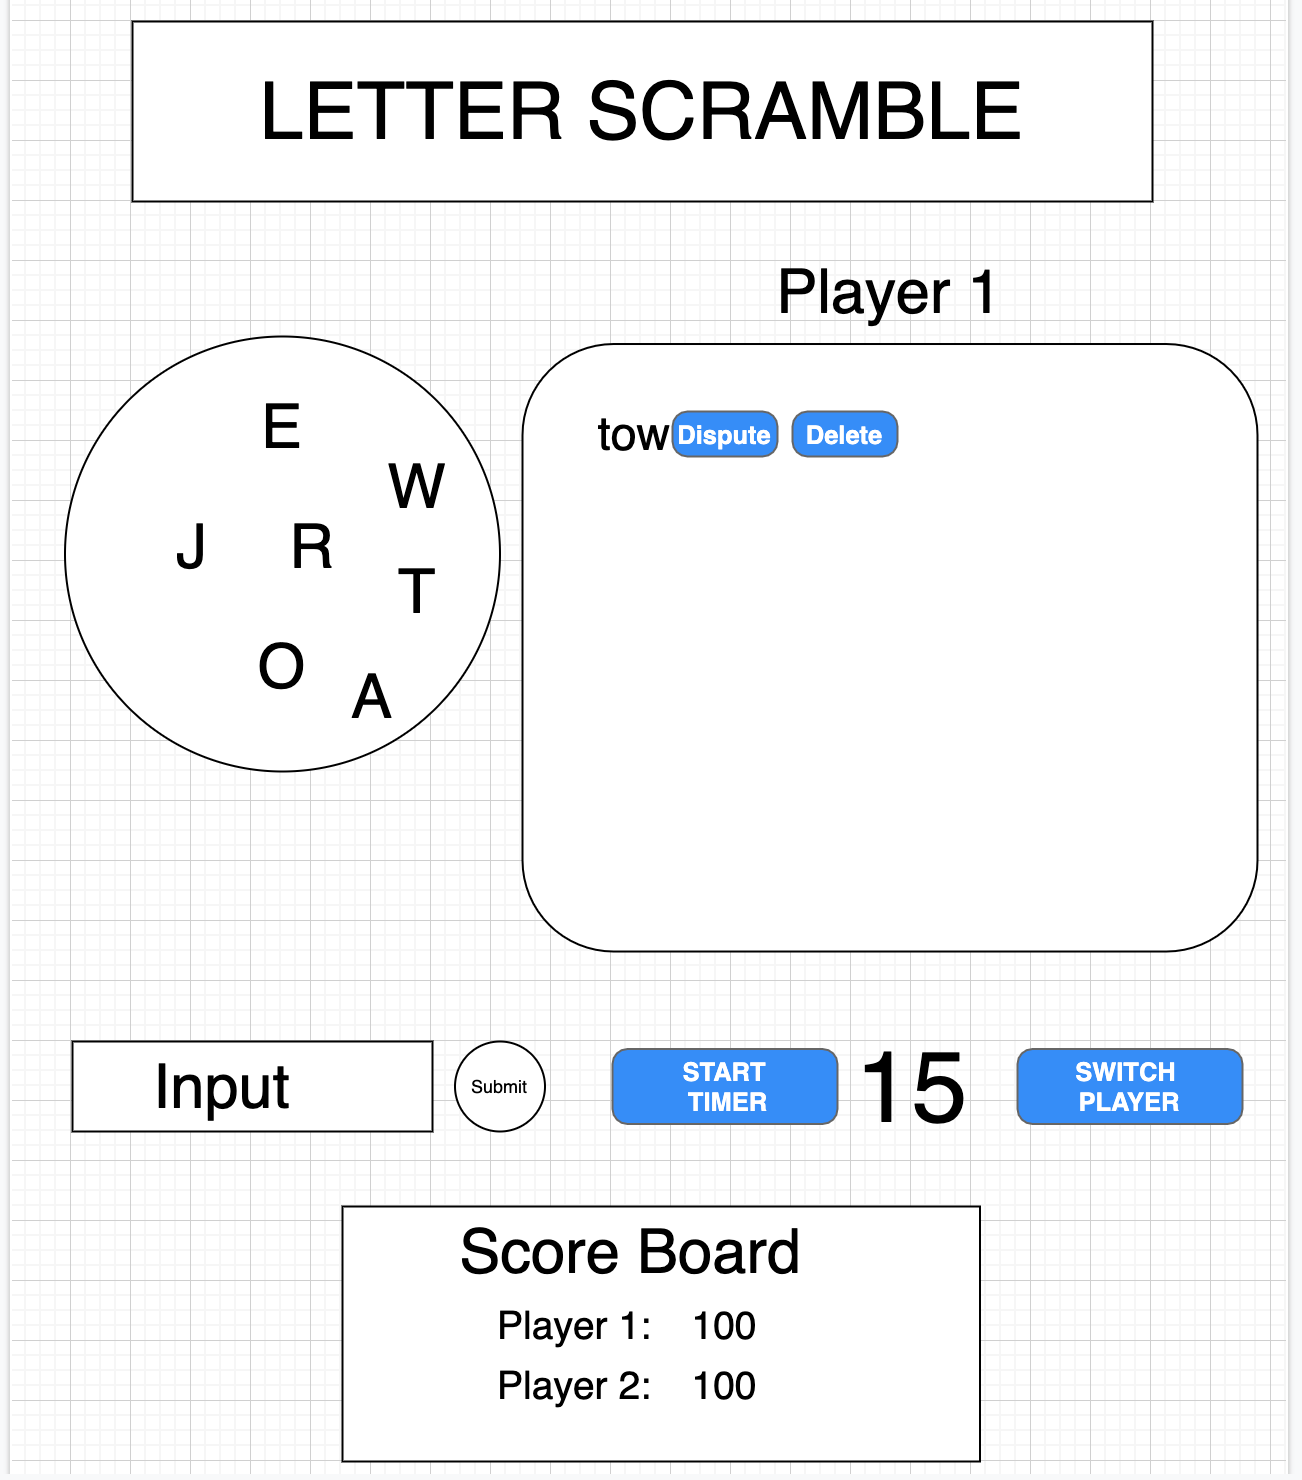 LETTER SCRAMBLE
Player 1
E
W
J R
T
O
A
tow Dispute Delete
Input Submit START TIMER 15 SWITCH PLAYER
Score Board
Player 1: 100
Player 2: 100